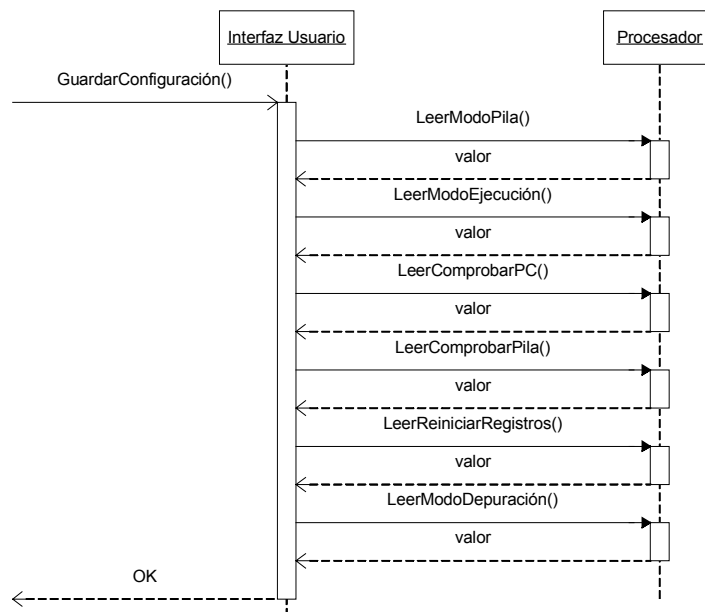 Interfaz Usuario
Procesador
GuardarConfiguración()
LeerModoPila()
valor
LeerModoEjecución()
valor
LeerComprobarPC()
valor
LeerComprobarPila()
valor
LeerReiniciarRegistros()
valor
LeerModoDepuración()
valor
OK